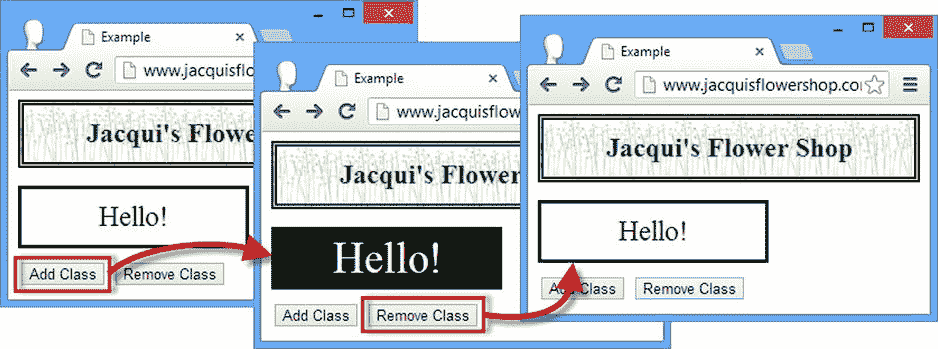 Example
www.jacquisf
Jacqui's Flower
Hello!
Add Class
Remove Class
Example
www.jacquisflow
Jacqui's Flower
Hello!
Add Class
Remove Class
Example
www.jacquisflowershop.co
Jacqui's Flower Shop
Hello!
Add Class
Remove Class